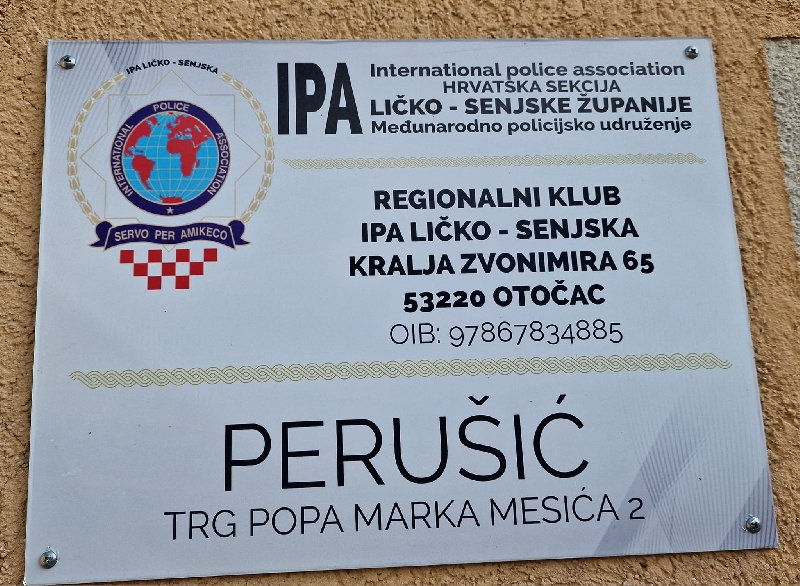 IPA LIČKO - SENJSKA
INTERNATIONAL POLICE ASSOCIATION
SERVO PER AMIKECO
IPA
International police association
HRVATSKA SEKCIJA
LIČKO - SENJSKE ŽUPANIJE
Međunarodno policijsko udruženje
REGIONALNI KLUB
IPA LIČKO - SENJSKA
KRALJA ZVONIMIRA 65
53220 OTOČAC
OIB: 97867834885
PERUŠIĆ
TRG POPA MARKA MESIĆA 2